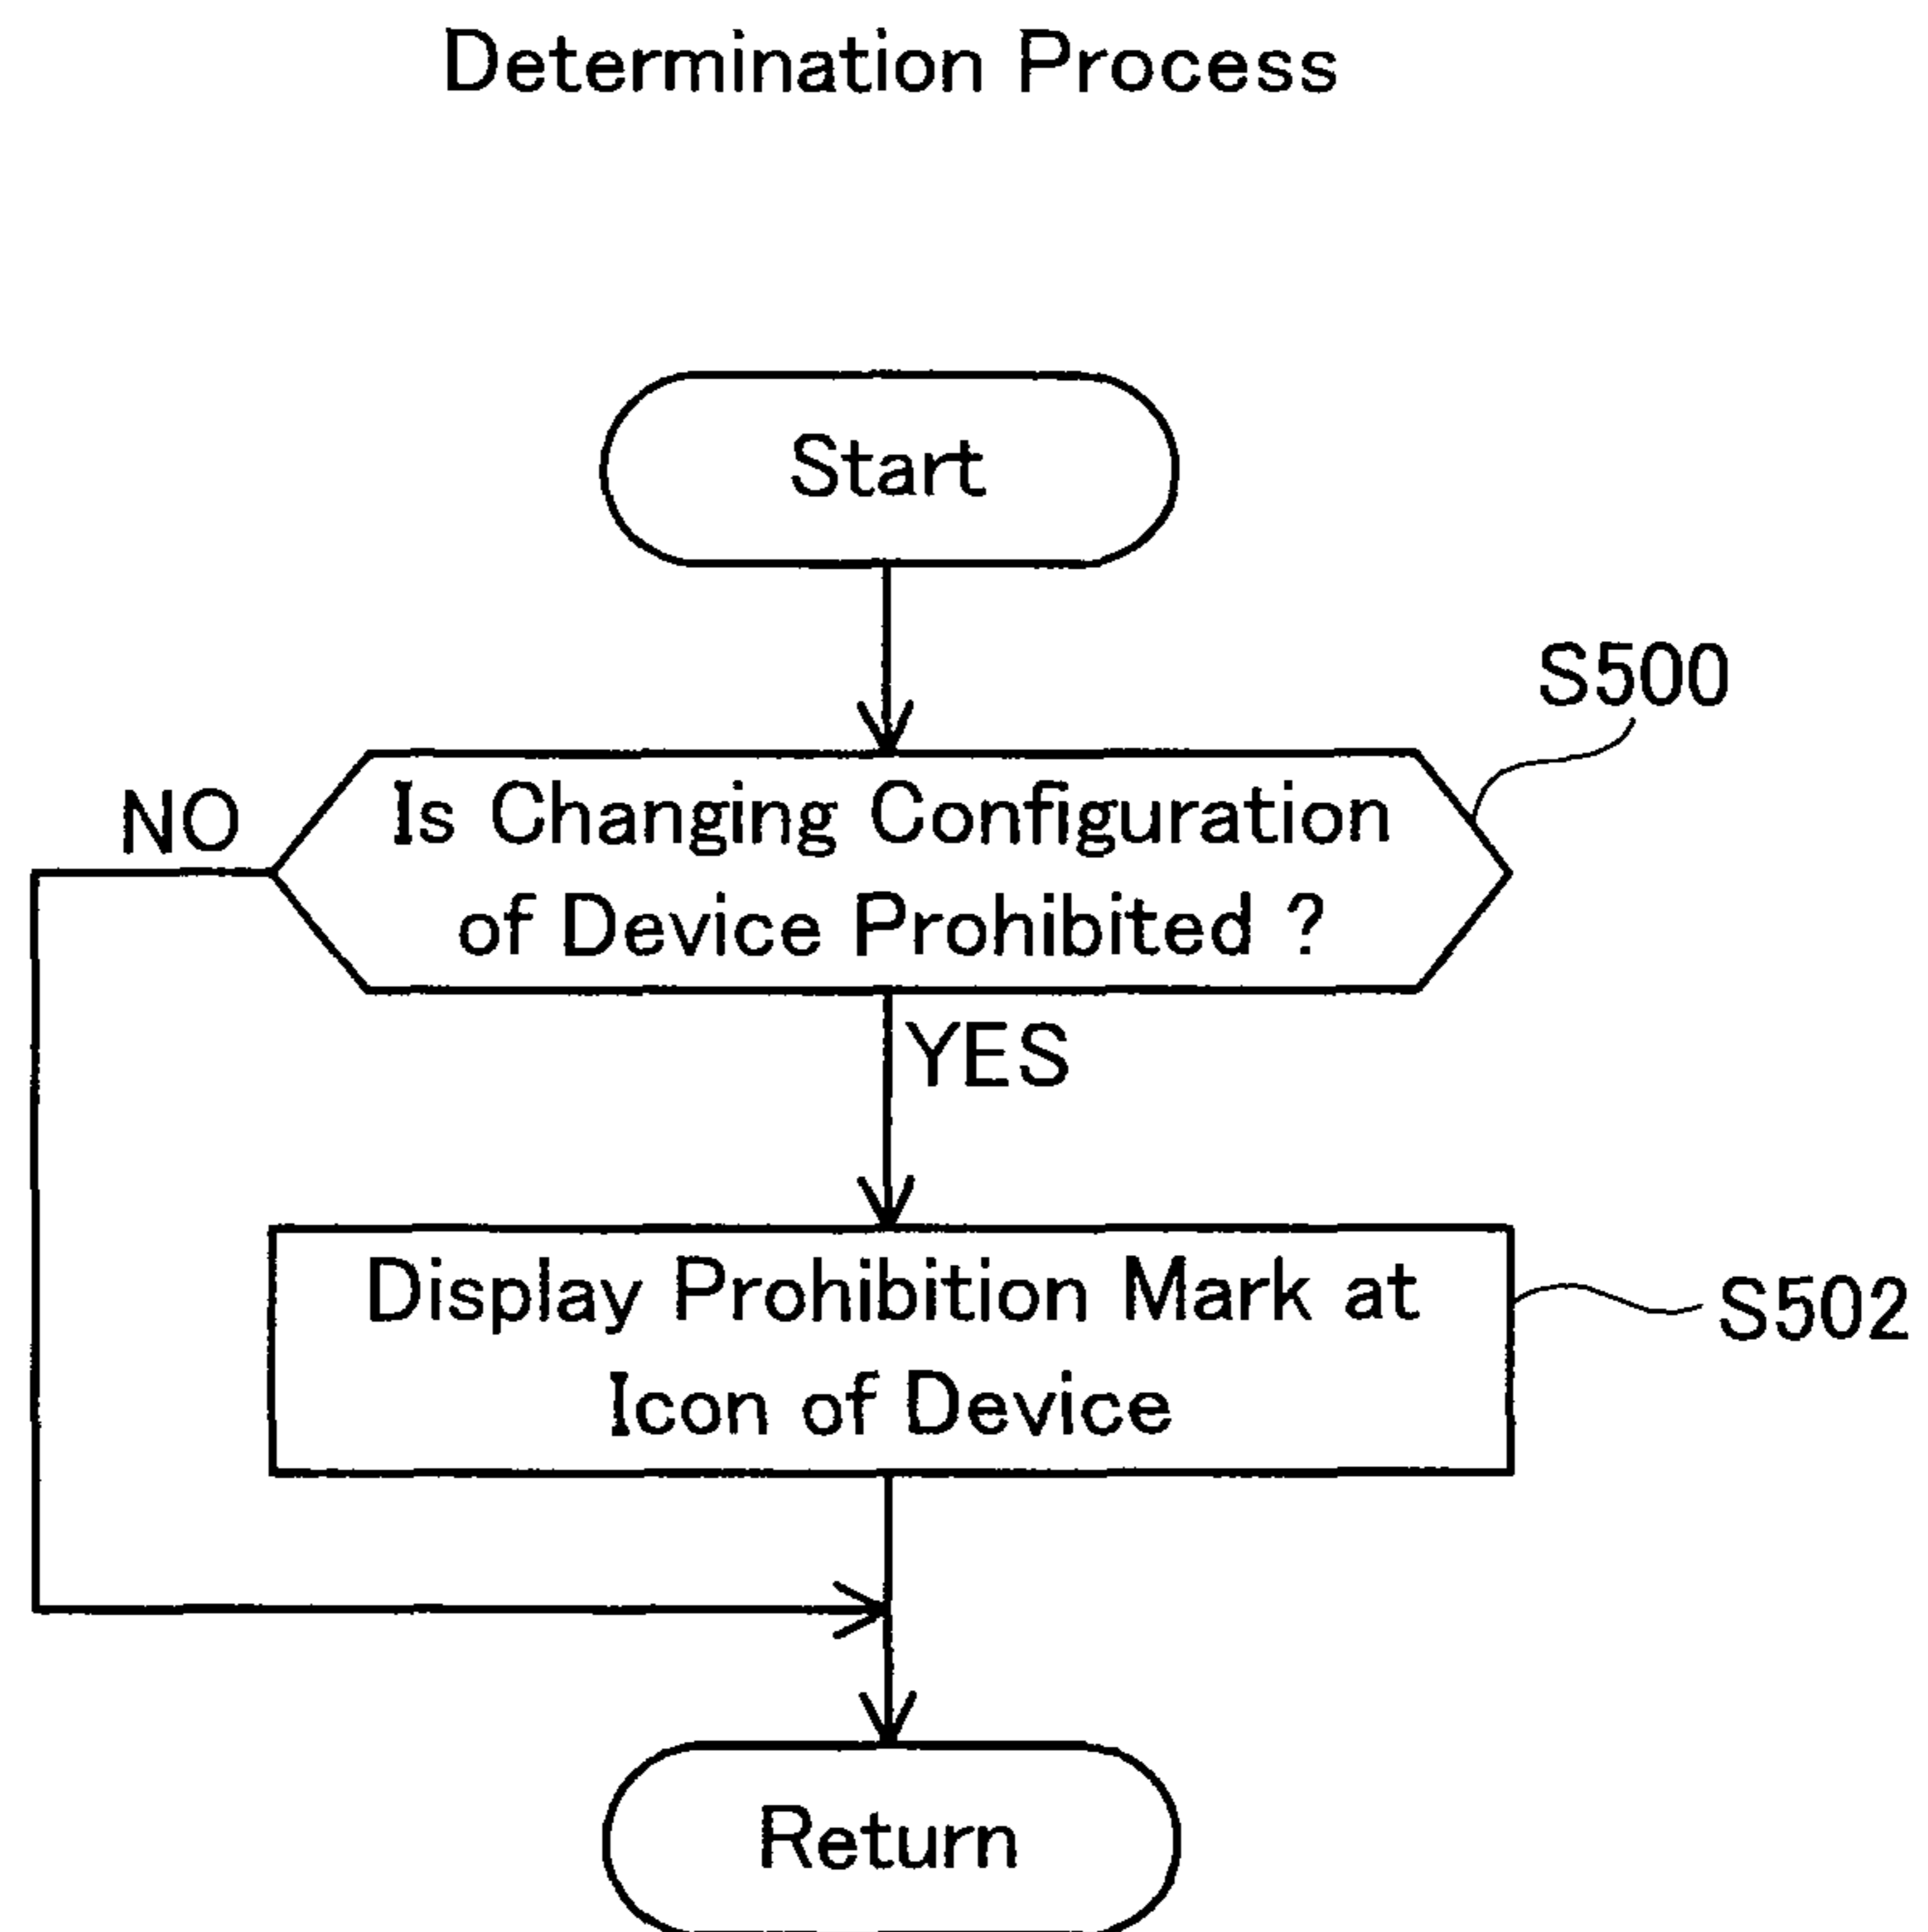 Determination Process
Start
S500
NO
Is Changing Configuration
of Device Prohibited ?
YES
Display Prohibition Mark at
Icon of Device
S502
Return